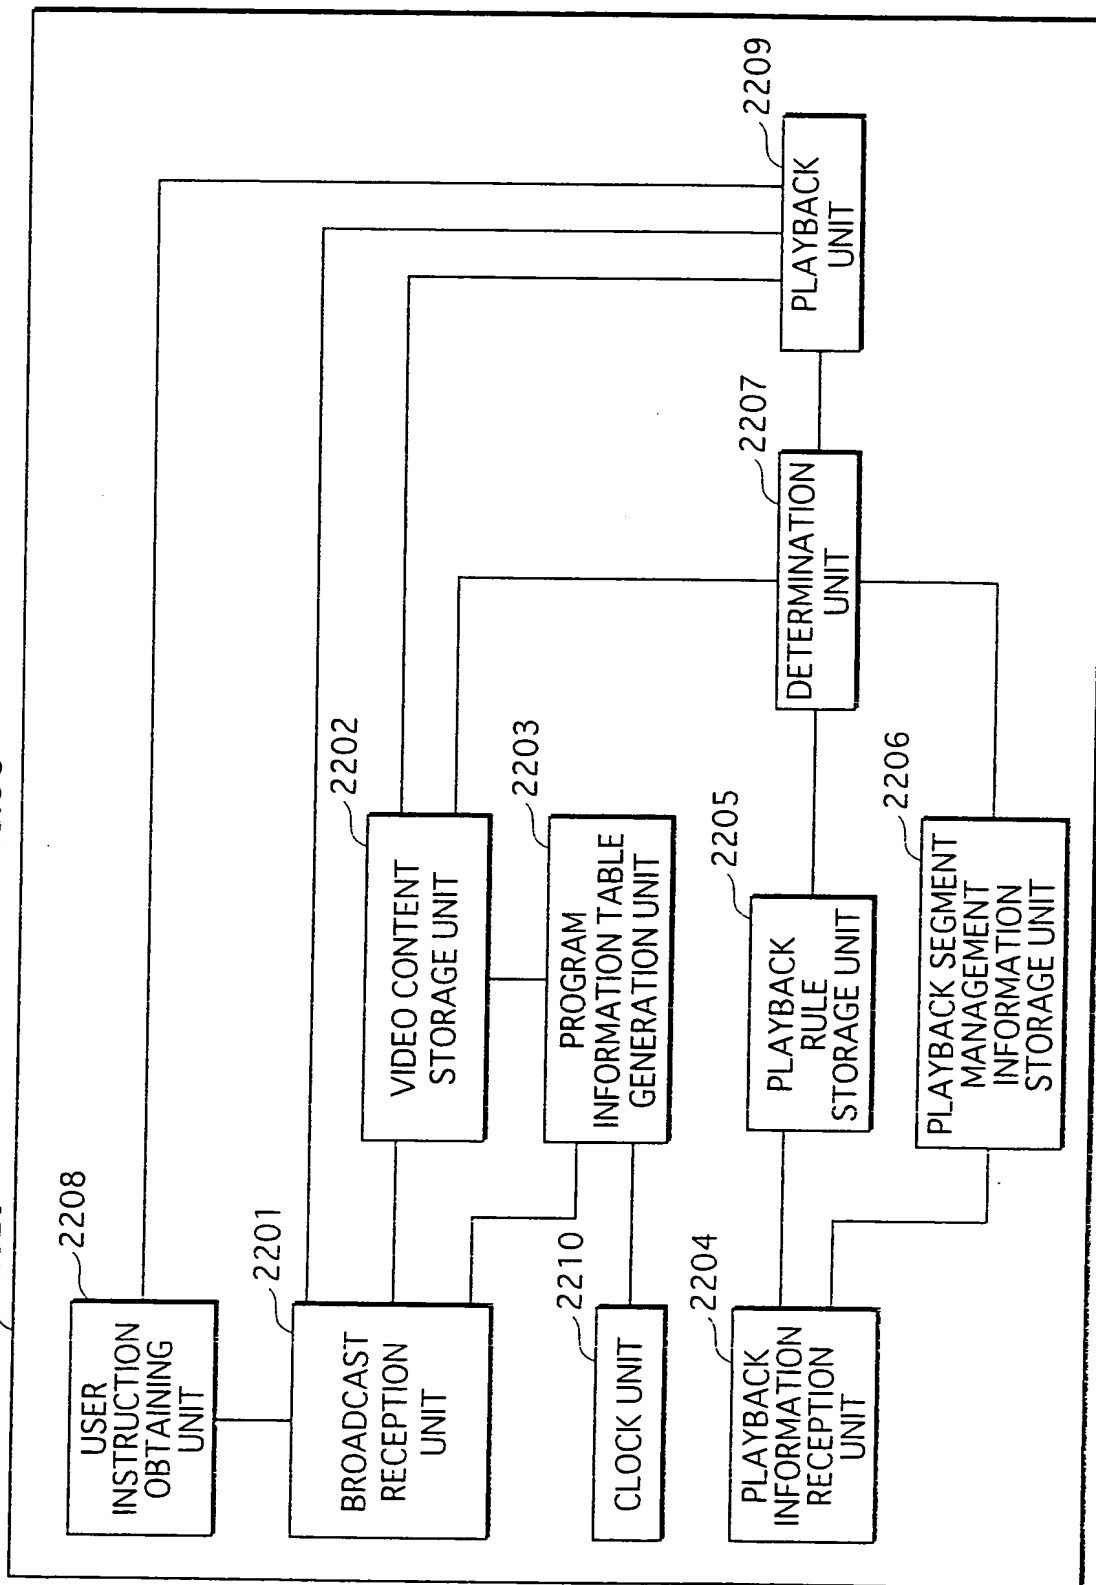 2208
USER
INSTRUCTION
OBTAINING
UNIT
2201
BROADCAST
RECEPTION
UNIT
2202
VIDEO CONTENT
STORAGE UNIT
2203
PROGRAM
INFORMATION TABLE
GENERATION UNIT
2210
CLOCK UNIT
2204
PLAYBACK
INFORMATION
RECEPTION
UNIT
2205
PLAYBACK
RULE
STORAGE UNIT
2206
PLAYBACK SEGMENT
MANAGEMENT
INFORMATION
STORAGE UNIT
2207
DETERMINATION
UNIT
2209
PLAYBACK
UNIT